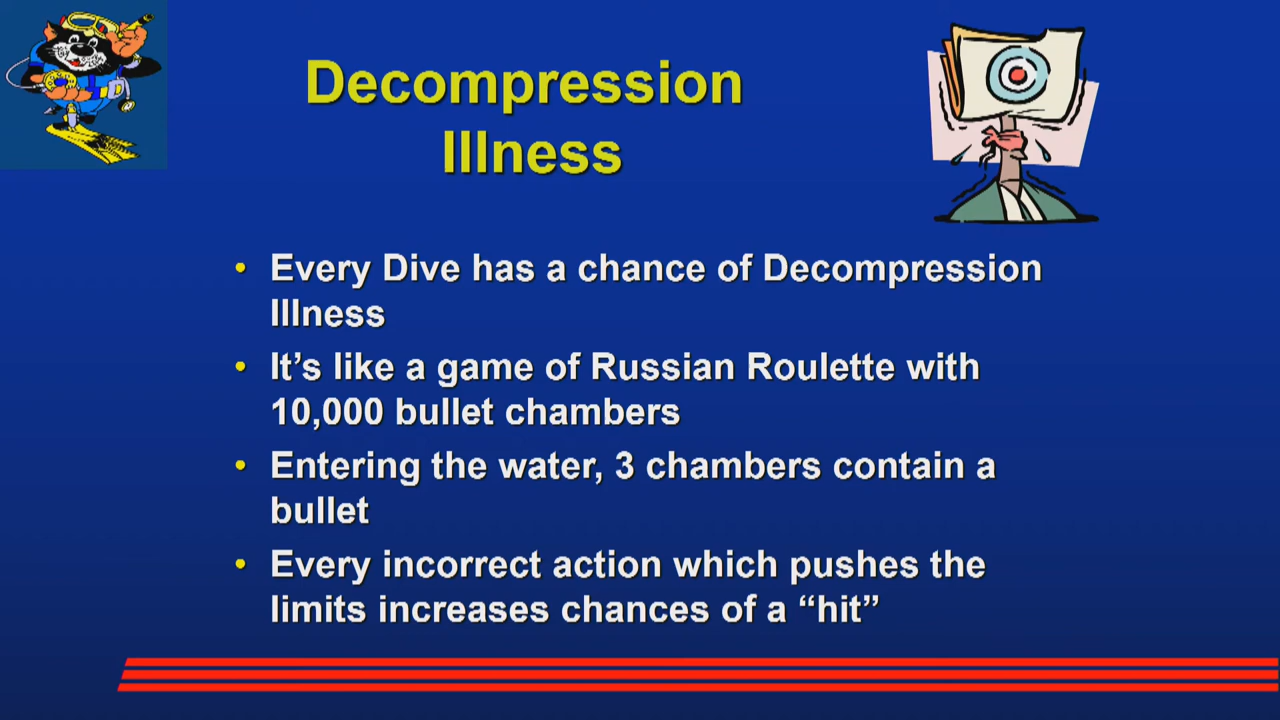 Decompression
Illness
• Every Dive has a chance of Decompression
Illness
• It’s like a game of Russian Roulette with
10,000 bullet chambers
• Entering the water, 3 chambers contain a
bullet
• Every incorrect action which pushes the
limits increases chances of a “hit”